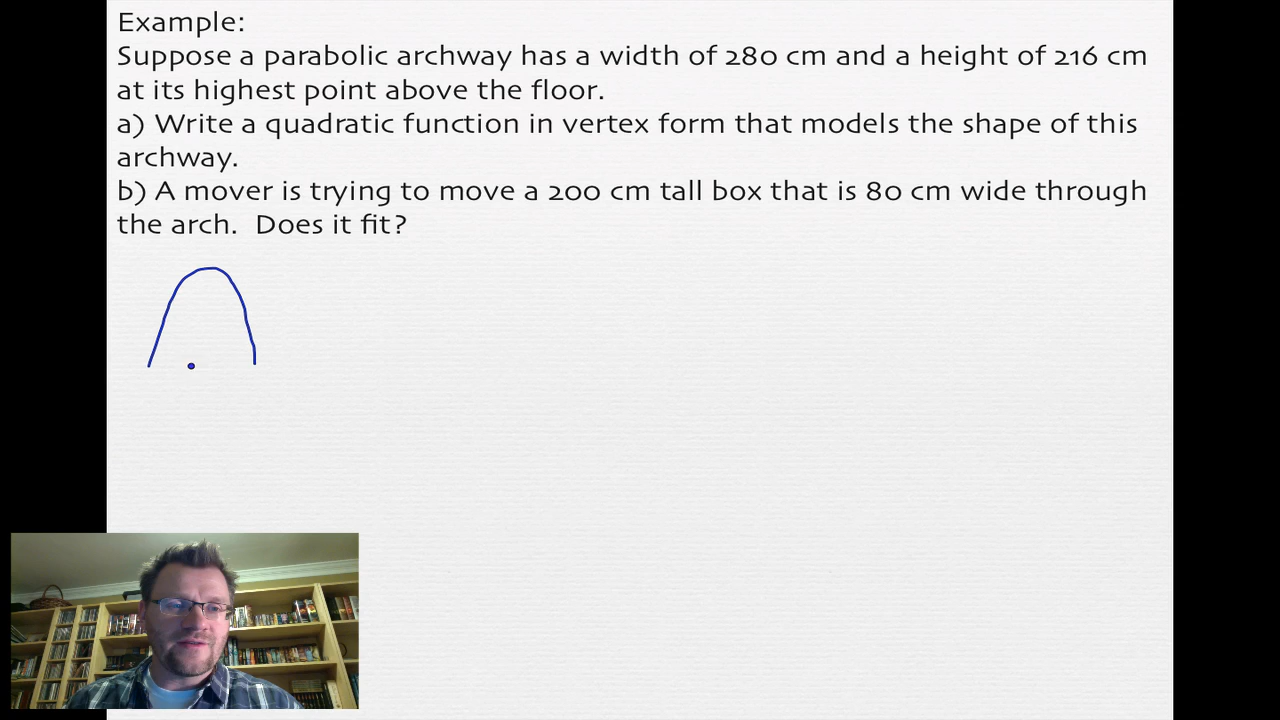 Example:
Suppose a parabolic archway has a width of 280 cm and a height of 216 cm
at its highest point above the floor.
a) Write a quadratic function in vertex form that models the shape of this
archway.
b) A mover is trying to move a 200 cm tall box that is 80 cm wide through
the arch.  Does it fit?